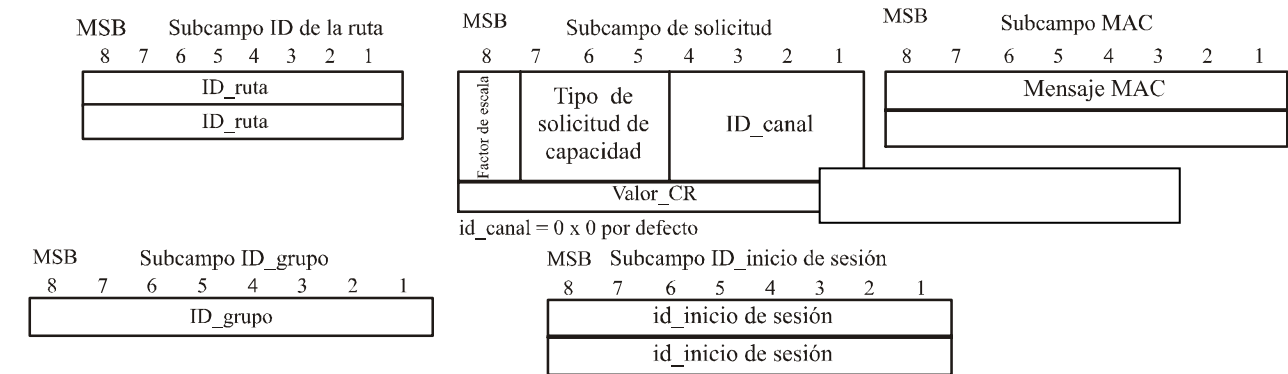 MSB Subcampo ID de la ruta
8 7 6 5 4 3 2 1
ID_ruta
ID_ruta
MSB Subcampo de solicitud
8 7 6 5 4 3 2 1
Factor de escala
Tipo de
solicitud de
capacidad
ID_canal
Valor_CR
id_canal = 0 x 0 por defecto
MSB Subcampo MAC
8 7 6 5 4 3 2 1
Mensaje MAC
MSB Subcampo ID_grupo
8 7 6 5 4 3 2 1
ID_grupo
MSB Subcampo ID_inicio de sesión
8 7 6 5 4 3 2 1
id_inicio de sesión
id_inicio de sesión